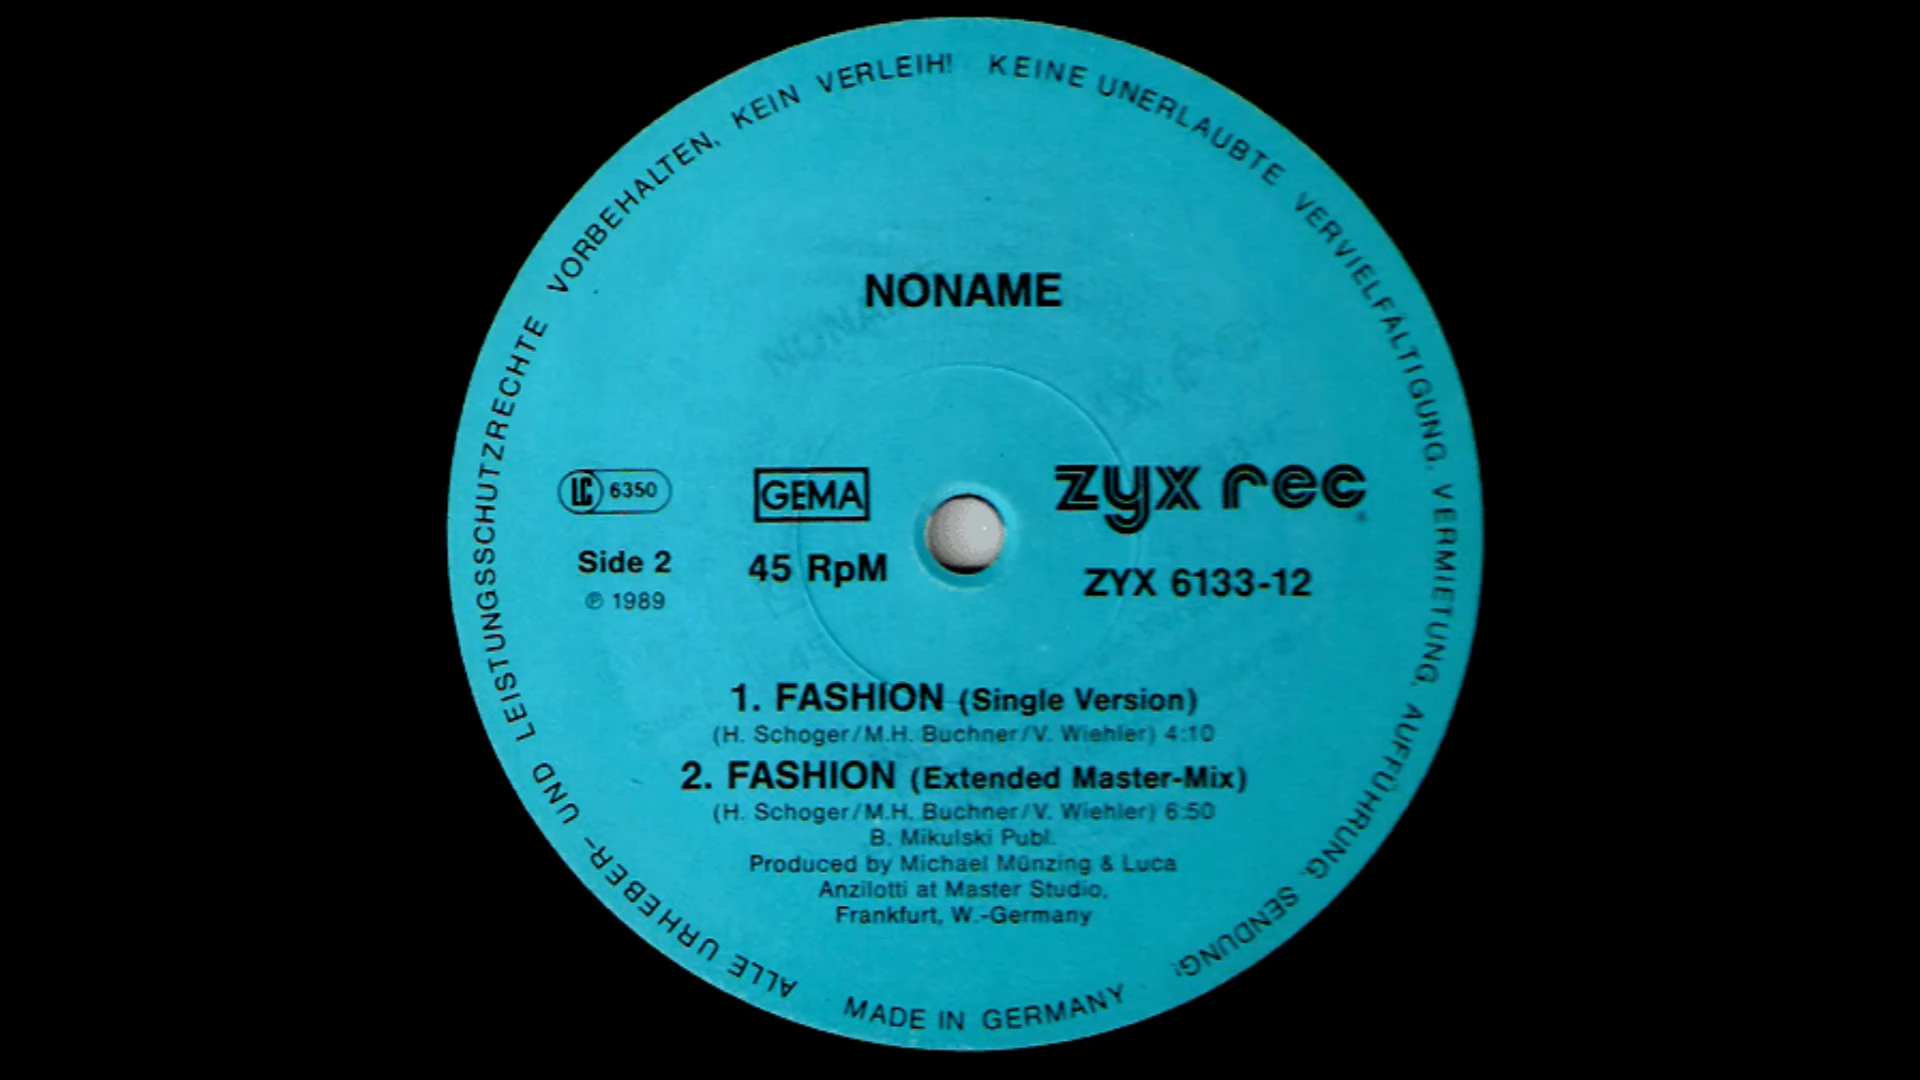 ALLE URHEBER- UND LEISTUNGSSCHUTZRECHTE VORBEHALTEN, KEIN VERLEIH! KEINE UNERLAUBTE VERVIELFÄLTIGUNG, VERMIETUNG, AUFFÜHRUNG, SENDUNG!
NONAME
LC 6350
GEMA
zyx rec
Side 2
45 RpM
ZYX 6133-12
℗ 1989
1. FASHION (Single Version)
(H. Schoger/M.H. Buchner/V. Wiehler) 4:10
2. FASHION (Extended Master-Mix)
(H. Schoger/M.H. Buchner/V. Wiehler) 6:50
B. Mikulski Publ.
Produced by Michael Münzing & Luca
Anzilotti at Master Studio,
Frankfurt, W.-Germany
MADE IN GERMANY